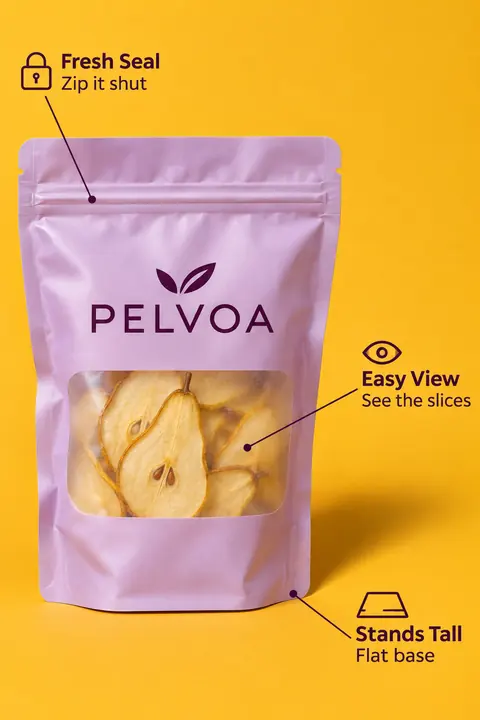 Fresh Seal
Zip it shut
PELVOA
Easy View
See the slices
Stands Tall
Flat base